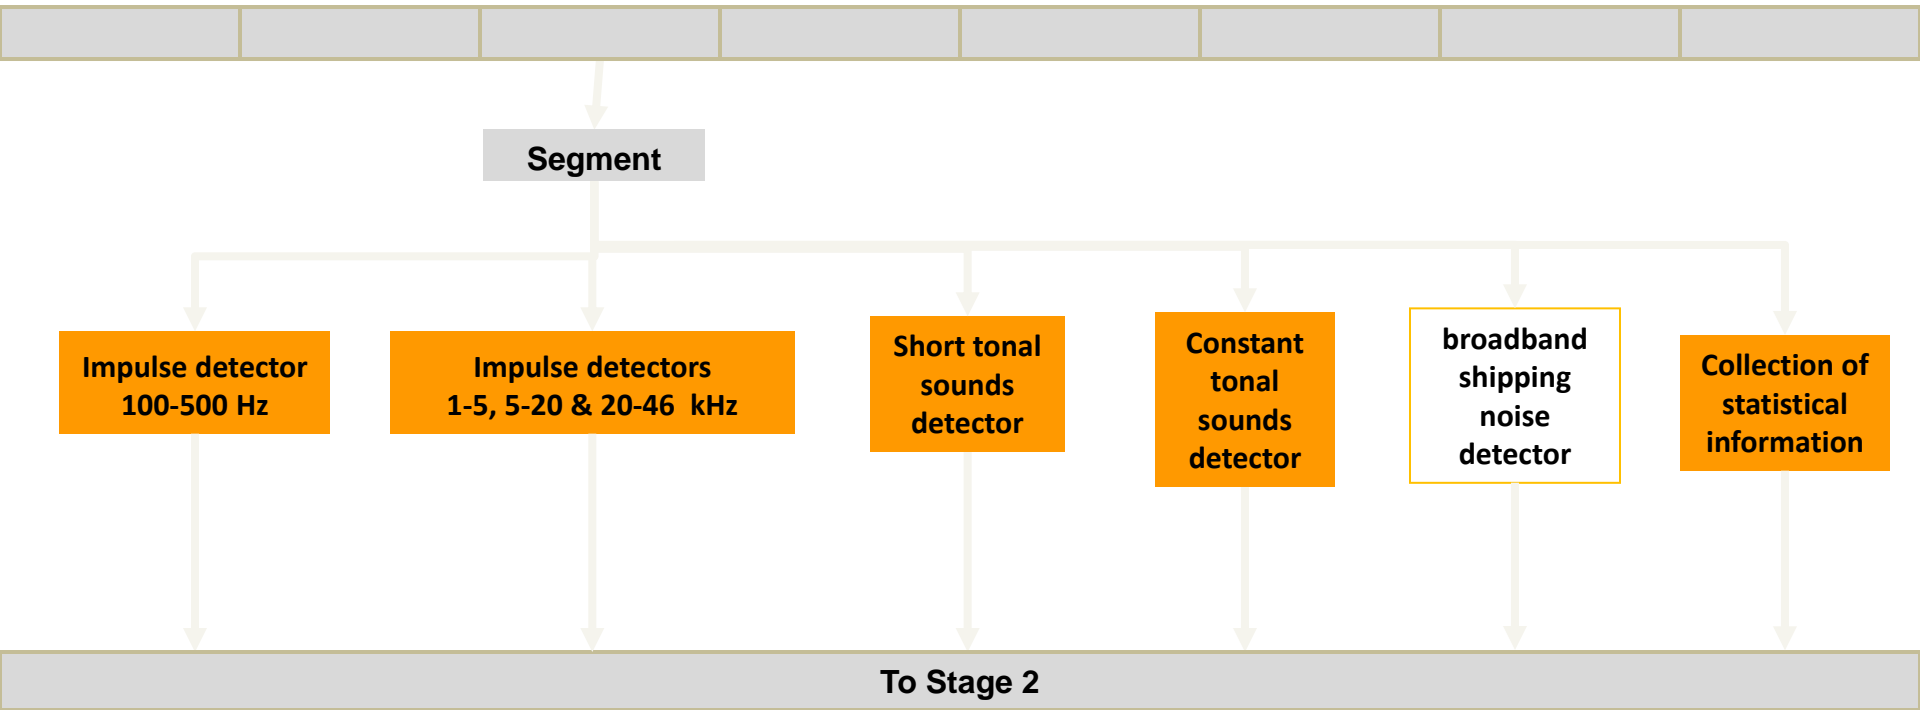 Segment
Impulse detector
100-500 Hz
Impulse detectors
1-5, 5-20 & 20-46 kHz
Short tonal
sounds
detector
Constant
tonal
sounds
detector
broadband
shipping
noise
detector
Collection of
statistical
information
To Stage 2